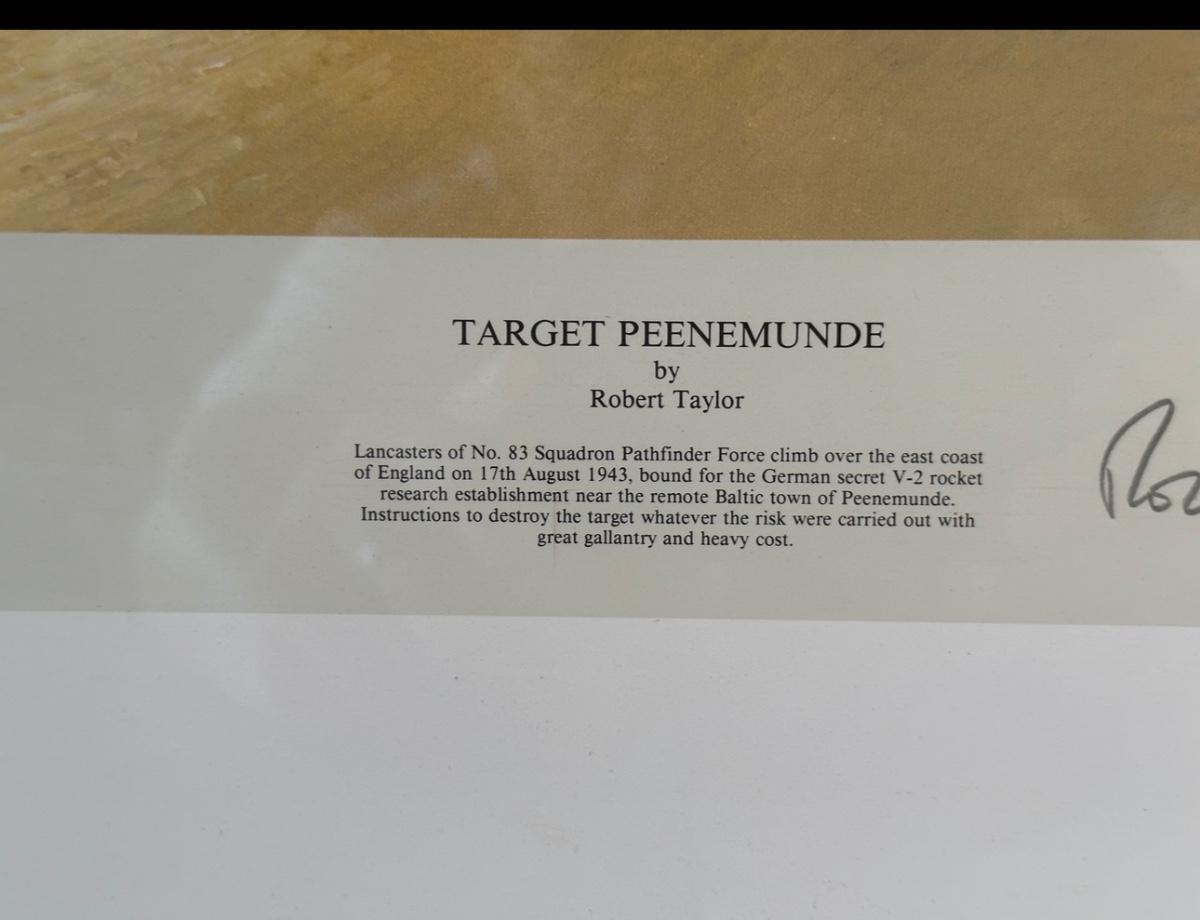 TARGET PEENEMUNDE
by
Robert Taylor
Lancasters of No. 83 Squadron Pathfinder Force climb over the east coast
of England on 17th August 1943, bound for the German secret V-2 rocket
research establishment near the remote Baltic town of Peenemunde.
Instructions to destroy the target whatever the risk were carried out with
great gallantry and heavy cost.